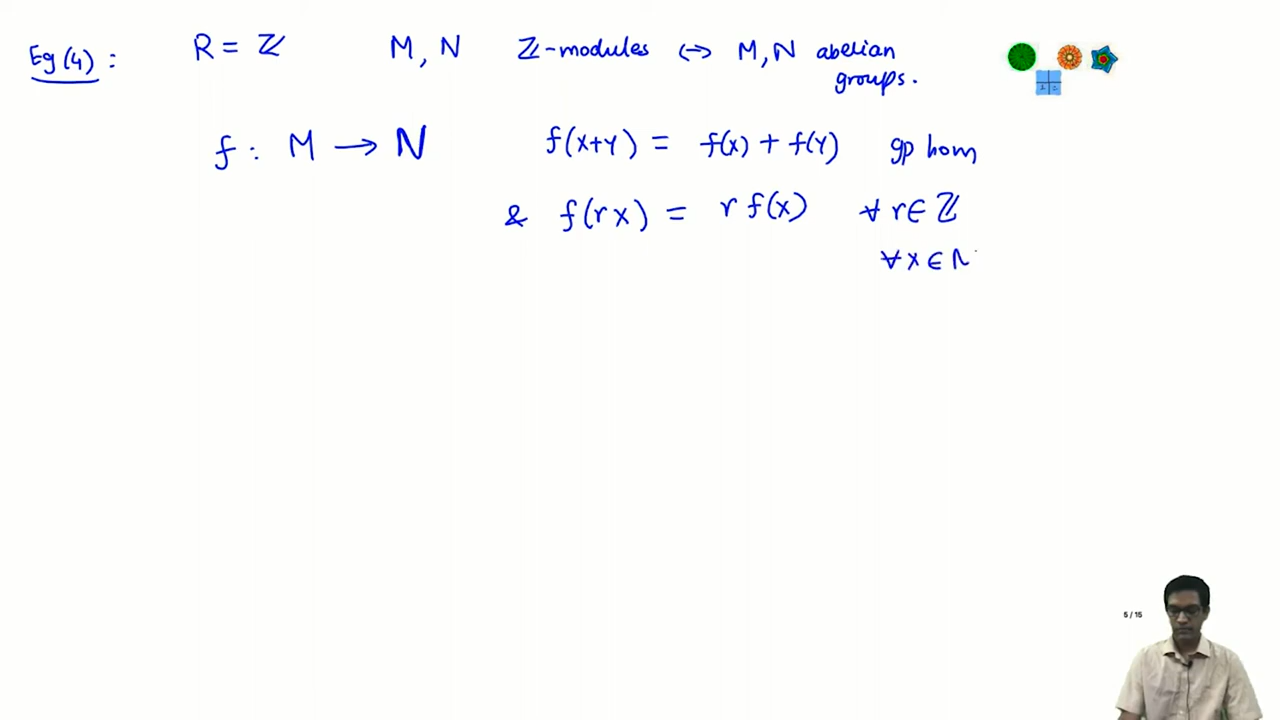 Eg (4) : R = ℤ M, N ℤ-modules ↔ M, N abelian
groups.
f : M → N f(x+y) = f(x) + f(y) gp hom
& f(rx) = r f(x) ∀ r ∈ ℤ
∀ x ∈
5 / 15